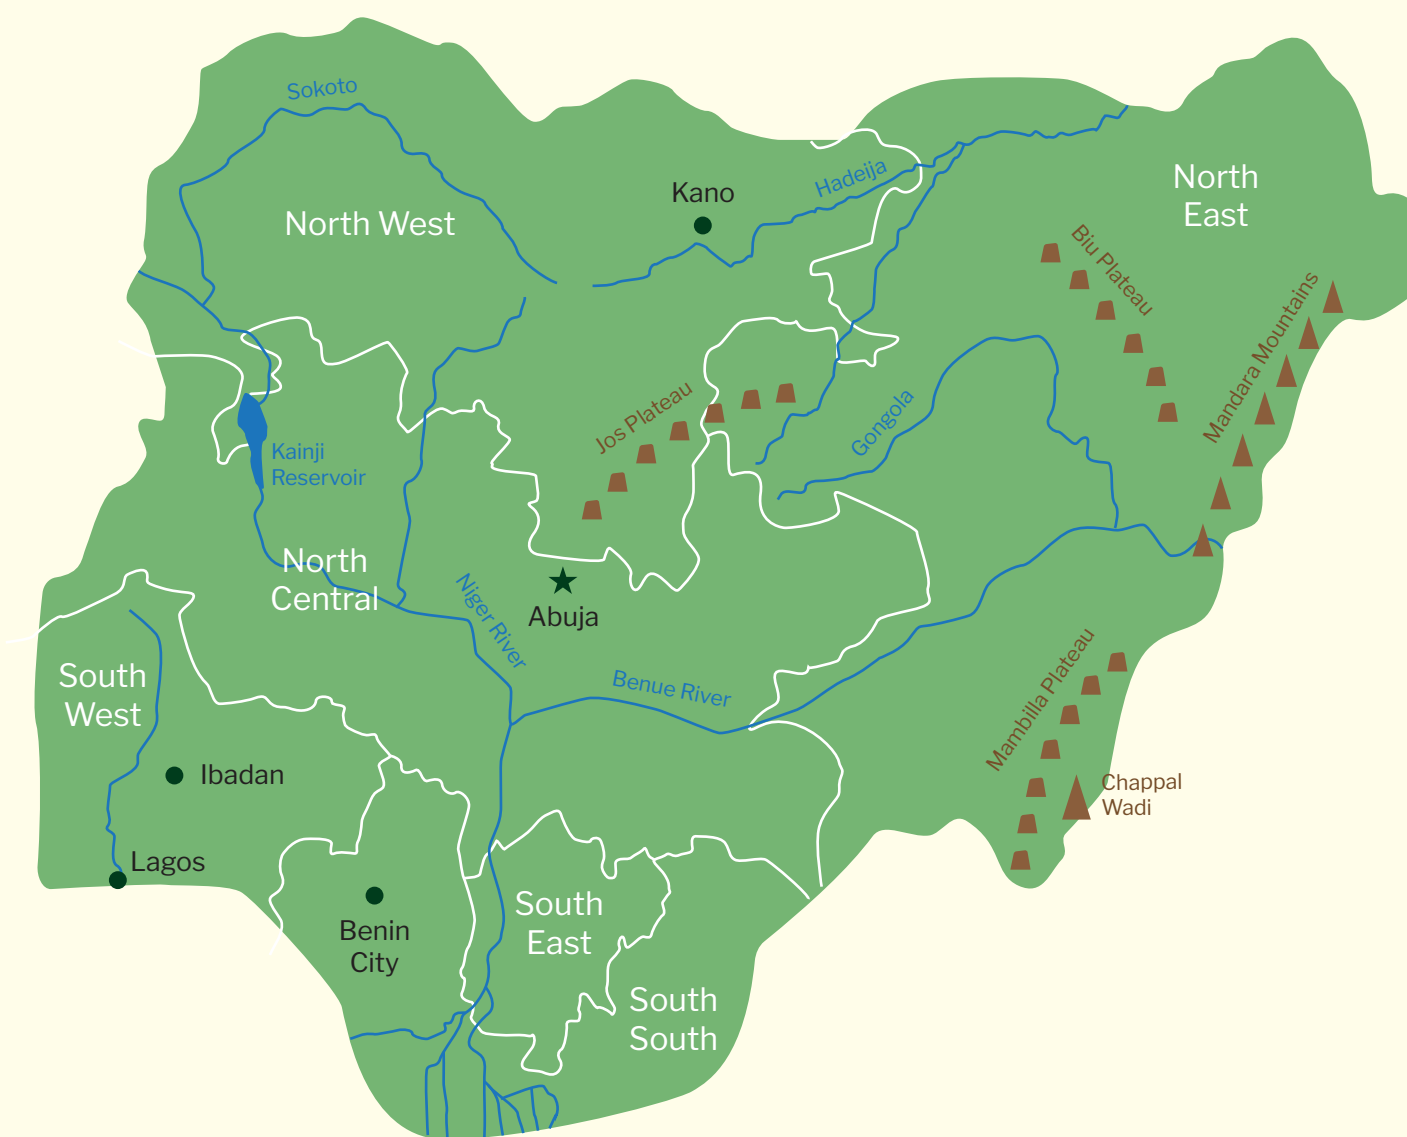 Sokoto
North West
Kano
Hadeija
North
East
Biu Plateau
Mandara Mountains
Jos Plateau
Gongola
Kainji
Reservoir
North
Central
Niger River
Abuja
Benue River
South
West
Mambilla Plateau
Ibadan
Chappal
Wadi
Lagos
Benin
City
South
East
South
South